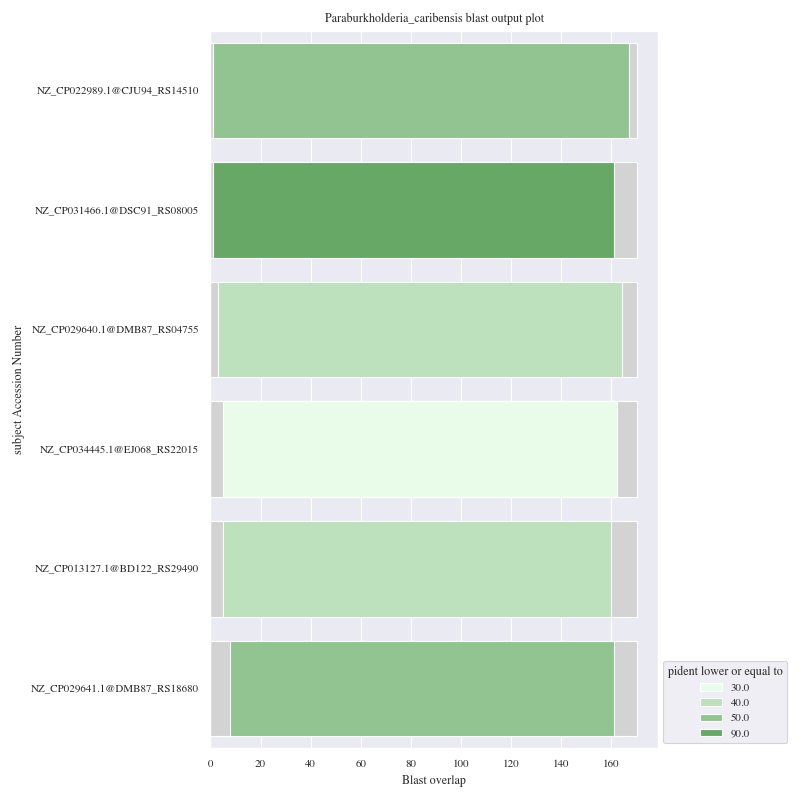 Paraburkholderia_caribensis blast output plot
subject Accession Number
NZ_CP022989.1@CJU94_RS14510
NZ_CP031466.1@DSC91_RS08005
NZ_CP029640.1@DMB87_RS04755
NZ_CP034445.1@EJ068_RS22015
NZ_CP013127.1@BD122_RS29490
NZ_CP029641.1@DMB87_RS18680
0 20 40 60 80 100 120 140 160
Blast overlap
pident lower or equal to
30.0
40.0
50.0
90.0